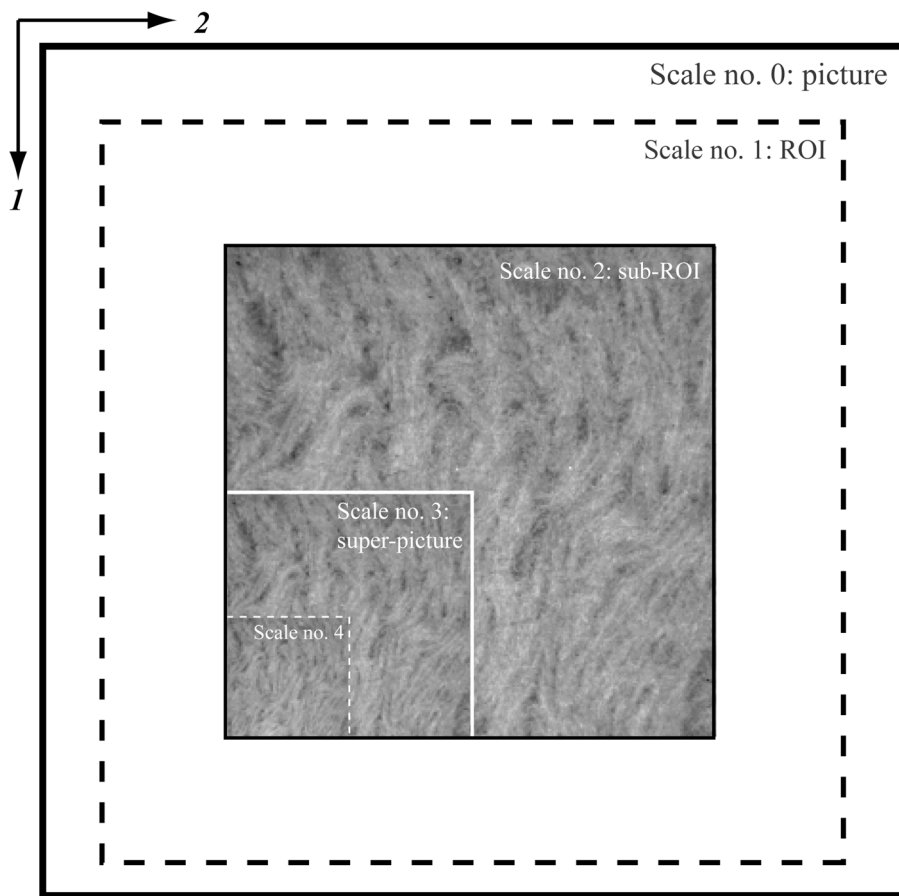 2
Scale no. 0: picture
Scale no. 1: ROI
1
Scale no. 2: sub-ROI
Scale no. 3:
super-picture
Scale no. 4